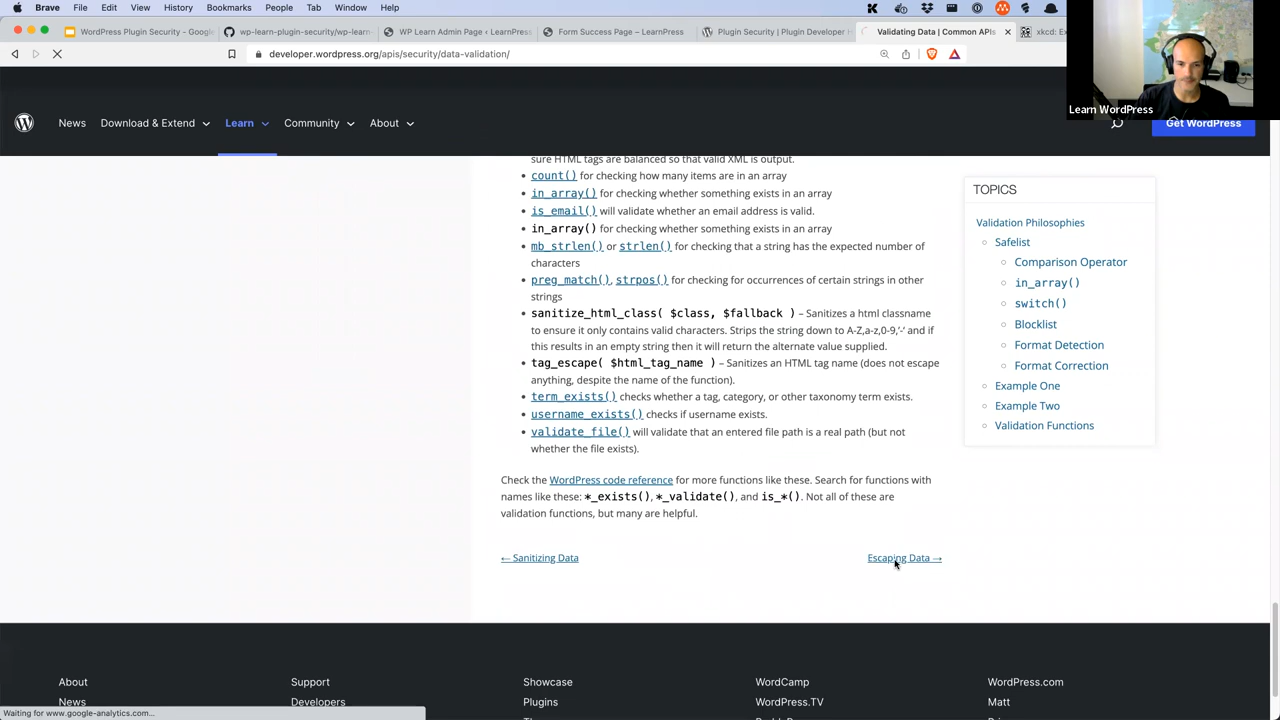 Brave File Edit View History Bookmarks People Tab Window Help
WordPress Plugin Security - Google
wp-learn-plugin-security/wp-learn-
WP Learn Admin Page ‹ LearnPress
Form Success Page – LearnPress
Plugin Security | Plugin Developer
Validating Data | Common APIs
xkcd: Ex
developer.wordpress.org/apis/security/data-validation/
Learn WordPress
News Download & Extend Learn Community About Get WordPress
sure HTML tags are balanced so that valid XML is output.
count() for checking how many items are in an array
in_array() for checking whether something exists in an array
is_email() will validate whether an email address is valid.
in_array() for checking whether something exists in an array
mb_strlen() or strlen() for checking that a string has the expected number of
characters
preg_match(), strpos() for checking for occurrences of certain strings in other
strings
sanitize_html_class( $class, $fallback ) – Sanitizes a html classname
to ensure it only contains valid characters. Strips the string down to A-Z,a-z,0-9,'-' and if
this results in an empty string then it will return the alternate value supplied.
tag_escape( $html_tag_name ) – Sanitizes an HTML tag name (does not escape
anything, despite the name of the function).
term_exists() checks whether a tag, category, or other taxonomy term exists.
username_exists() checks if username exists.
validate_file() will validate that an entered file path is a real path (but not
whether the file exists).
Check the WordPress code reference for more functions like these. Search for functions with
names like these: *_exists(), *_validate(), and is_*(). Not all of these are
validation functions, but many are helpful.
← Sanitizing Data
Escaping Data →
TOPICS
Validation Philosophies
Safelist
Comparison Operator
in_array()
switch()
Blocklist
Format Detection
Format Correction
Example One
Example Two
Validation Functions
About Support Showcase WordCamp WordPress.com
News Developers Plugins WordPress.TV Matt
Waiting for www.google-analytics.com...